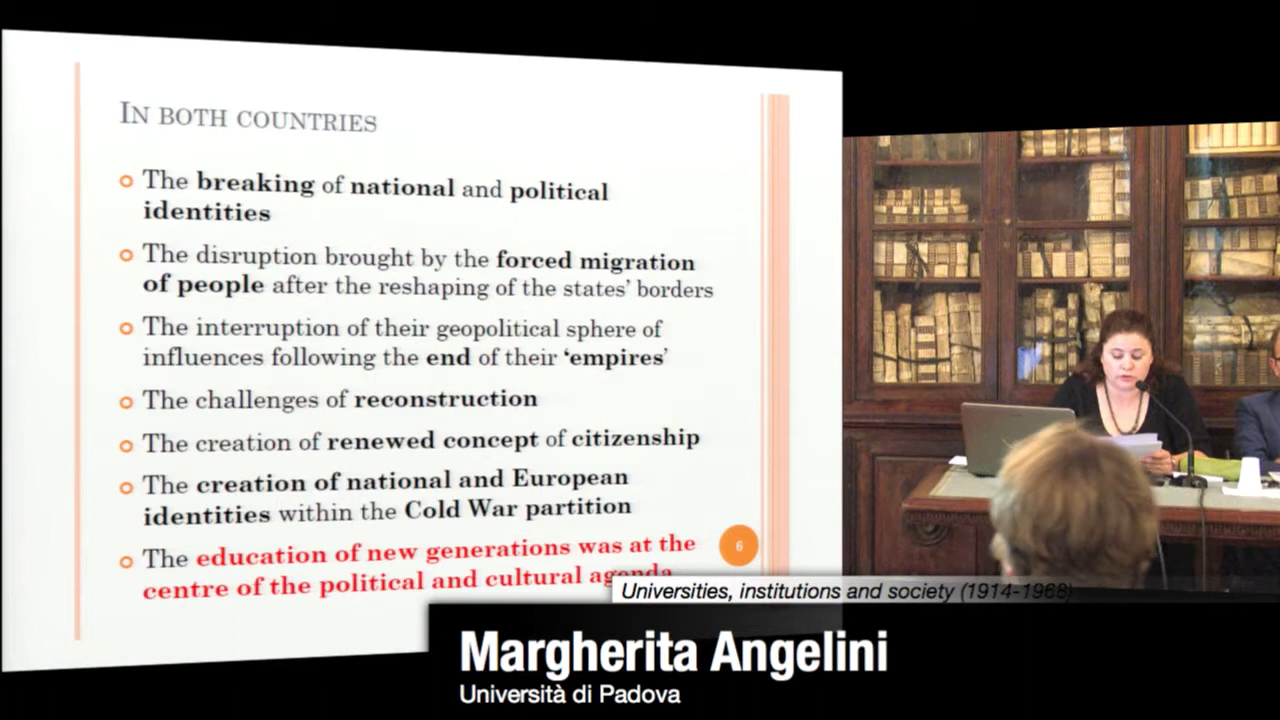 IN BOTH COUNTRIES
The breaking of national and political
identities
The disruption brought by the forced migration
of people after the reshaping of the states' borders
The interruption of their geopolitical sphere of
influences following the end of their ‘empires’
The challenges of reconstruction
The creation of renewed concept of citizenship
The creation of national and European
identities within the Cold War partition
The education of new generations was at the
centre of the political and cultural agenda
6
Universities, institutions and society (1914-1968)
Margherita Angelini
Università di Padova